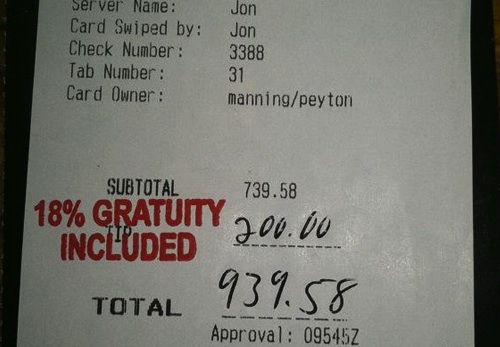 Server Name: Jon
Card Swiped by: Jon
Check Number: 3388
Tab Number: 31
Card Owner: manning/peyton
SUBTOTAL 739.58
18% GRATUITY
TIP 200.00
INCLUDED
TOTAL 939.58
Approval: 09545Z